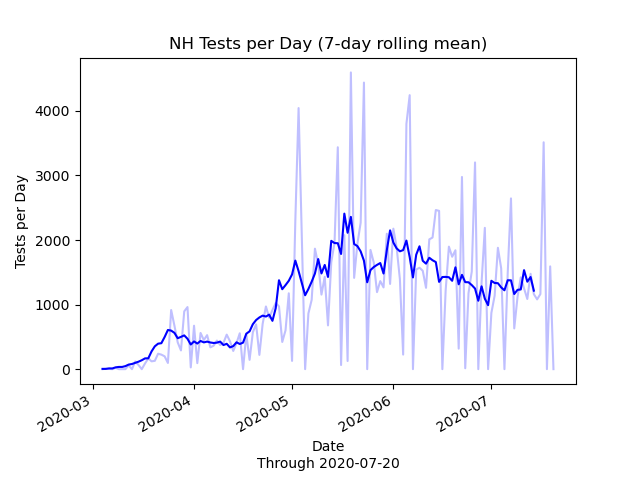 NH Tests per Day (7-day rolling mean)
Tests per Day
4000
3000
2000
1000
0
2020-03
2020-04
2020-05
2020-06
2020-07
Date
Through 2020-07-20